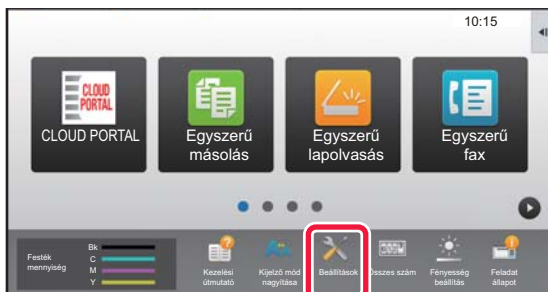 10:15
CLOUD
PORTAL
CLOUD PORTAL
Egyszerű
másolás
Egyszerű
lapolvasás
Egyszerű
fax
Festék
mennyiség
Bk
C
M
Y
Kezelési
útmutató
Kijelző mód
nagyítása
Beállítások
Összes szám
Fényesség
beállítás
Feladat
állapot